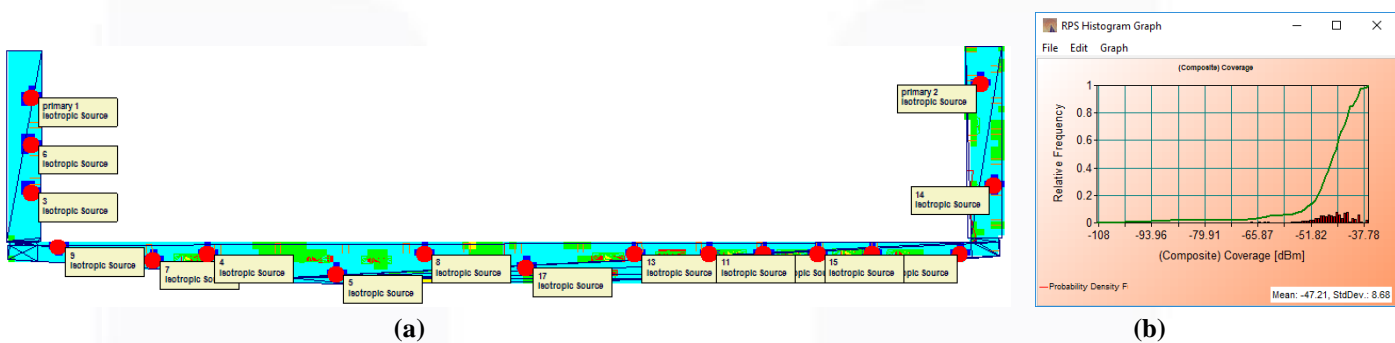 primary 1
Isotropic Source
6
Isotropic Source
3
Isotropic Source
9
Isotropic Source
7
Isotropic S
4
Isotropic Source
5
Isotropic Source
8
Isotropic Source
17
Isotropic Source
13
Isotropic Source
11
Isotropic Source
15
Isotropic Source
primary 2
Isotropic Source
14
Isotropic Source
(a)
RPS Histogram Graph
File Edit Graph
(Composite) Coverage
Relative Frequency
1
0.8
0.6
0.4
0.2
0
-108 -93.96 -79.91 -66.87 -51.82 -37.78
(Composite) Coverage [dBm]
Probability Density F
Mean: -47.21, StdDev.: 8.68
(b)